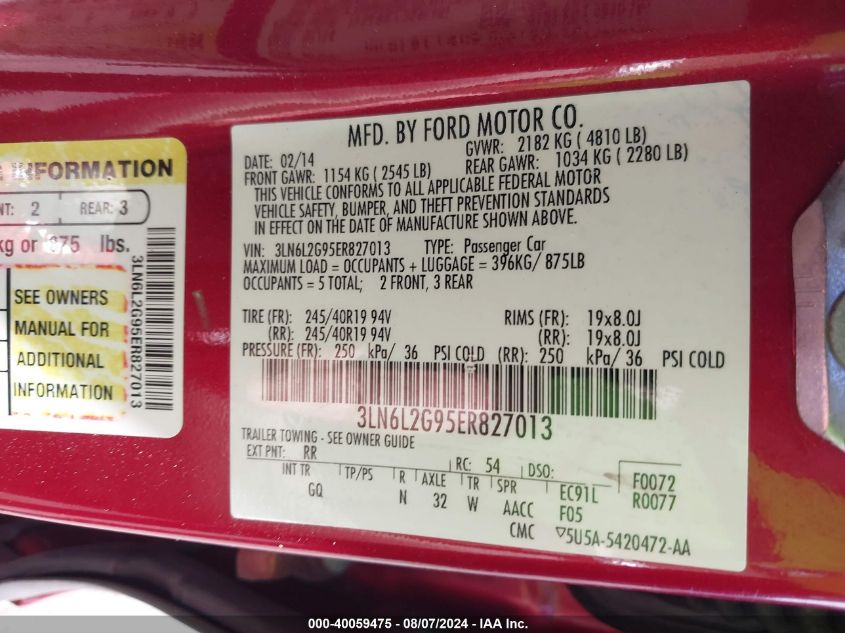 E INFORMATION
NT: 2 REAR: 3
kg or 875 lbs.
SEE OWNERS
MANUAL FOR
ADDITIONAL
INFORMATION
3LN6L2G95ER827013
MFD. BY FORD MOTOR CO.
DATE: 02/14 GVWR: 2182 KG ( 4810 LB)
FRONT GAWR: 1154 KG ( 2545 LB) REAR GAWR: 1034 KG ( 2280 LB)
THIS VEHICLE CONFORMS TO ALL APPLICABLE FEDERAL MOTOR
VEHICLE SAFETY, BUMPER, AND THEFT PREVENTION STANDARDS
IN EFFECT ON THE DATE OF MANUFACTURE SHOWN ABOVE.
VIN: 3LN6L2G95ER827013 TYPE: Passenger Car
MAXIMUM LOAD = OCCUPANTS + LUGGAGE = 396KG/ 875LB
OCCUPANTS = 5 TOTAL; 2 FRONT, 3 REAR
TIRE (FR): 245/40R19 94V RIMS (FR): 19x8.0J
(RR): 245/40R19 94V (RR): 19x8.0J
PRESSURE (FR): 250 kPa/ 36 PSI COLD (RR): 250 kPa/ 36 PSI COLD
3LN6L2G95ER827013
TRAILER TOWING - SEE OWNER GUIDE
EXT PNT: RR RC: 54 DSO: F0072
INT TR TP/PS R AXLE TR SPR EC91L R0077
GQ N 32 W AACC F05
CMC ▽5U5A-5420472-AA
000-40059475 - 08/07/2024 - IAA Inc.